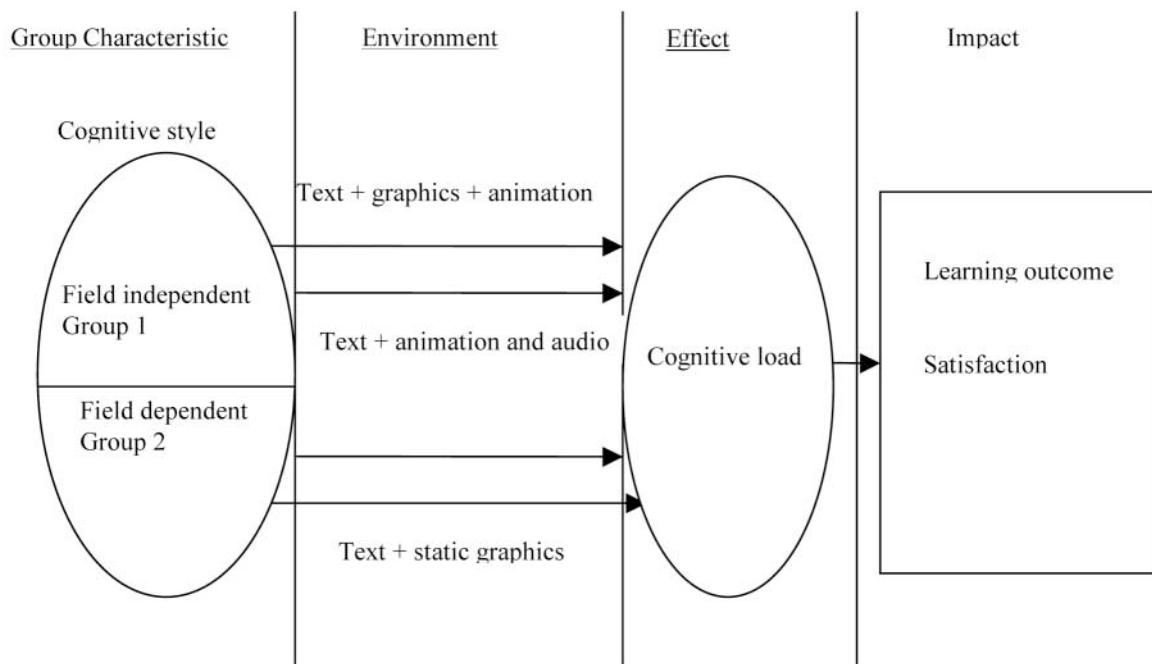 Group Characteristic
Environment
Effect
Impact
Cognitive style
Text + graphics + animation
Field independent
Group 1
Text + animation and audio
Field dependent
Group 2
Text + static graphics
Cognitive load
Learning outcome
Satisfaction